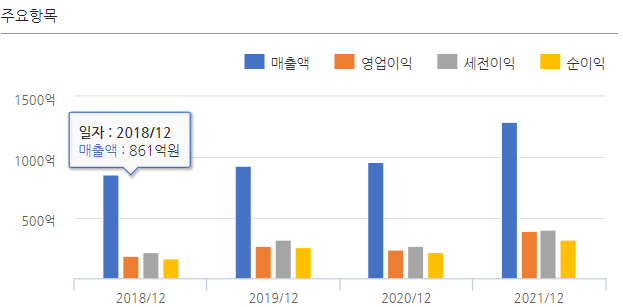 주요항목
매출액 영업이익 세전이익 순이익
1500억
1000억
500억
일자 : 2018/12
매출액 : 861억원
2018/12 2019/12 2020/12 2021/12